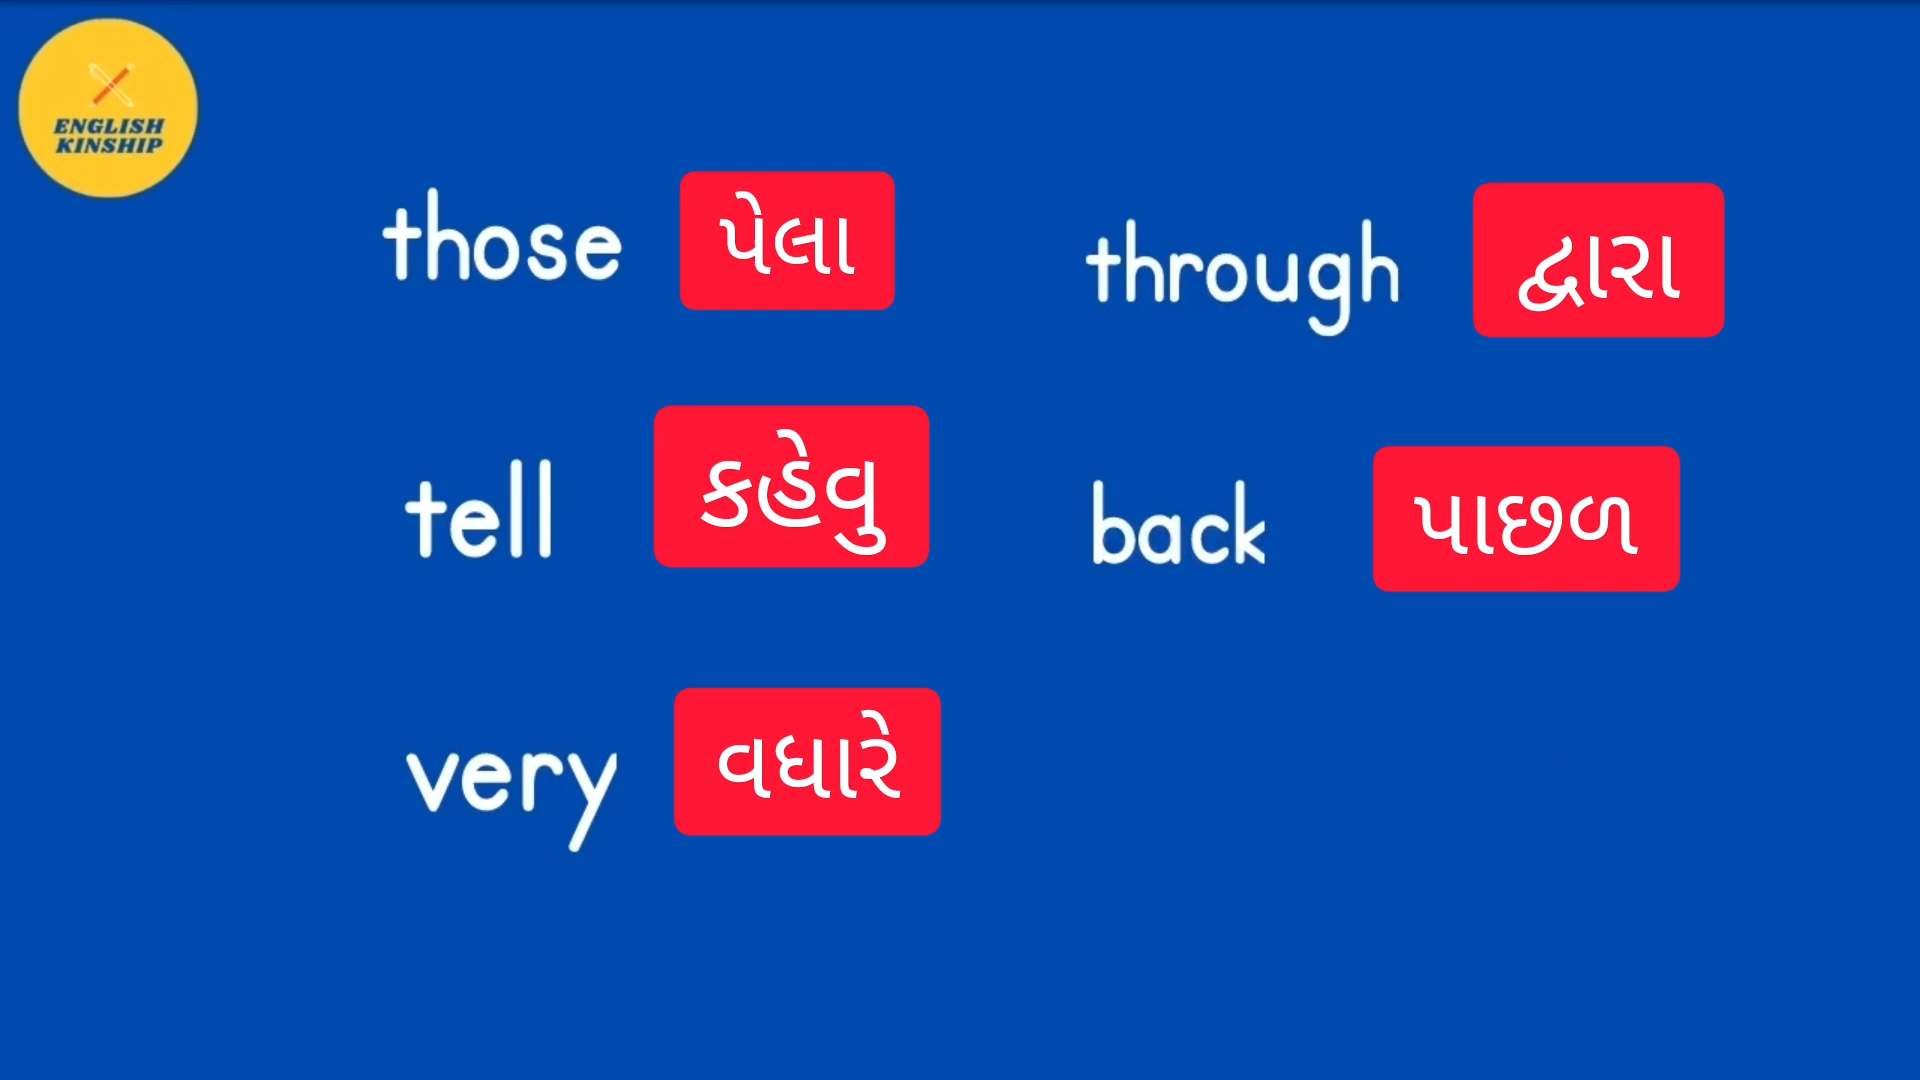 ENGLISH
KINSHIP
those પેલા
through દ્વારા
tell કહેવુ
back પાછળ
very વધારે